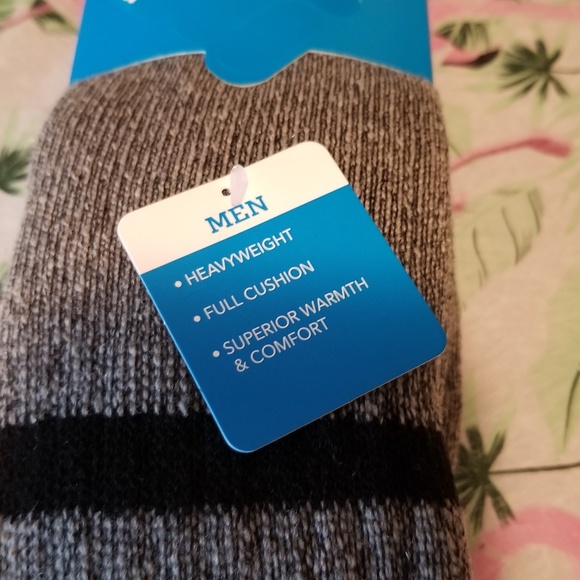 MEN
• HEAVYWEIGHT
• FULL CUSHION
• SUPERIOR WARMTH
& COMFORT